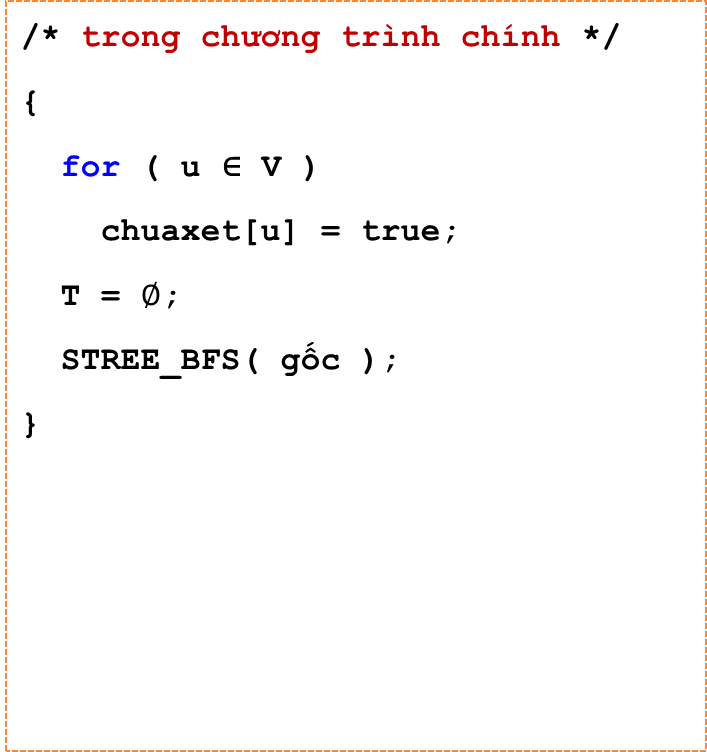 /* trong chương trình chính */
{
for ( u ∈ V )
chuaxet[u] = true;
T = ∅;
STREE_BFS( gốc );
}